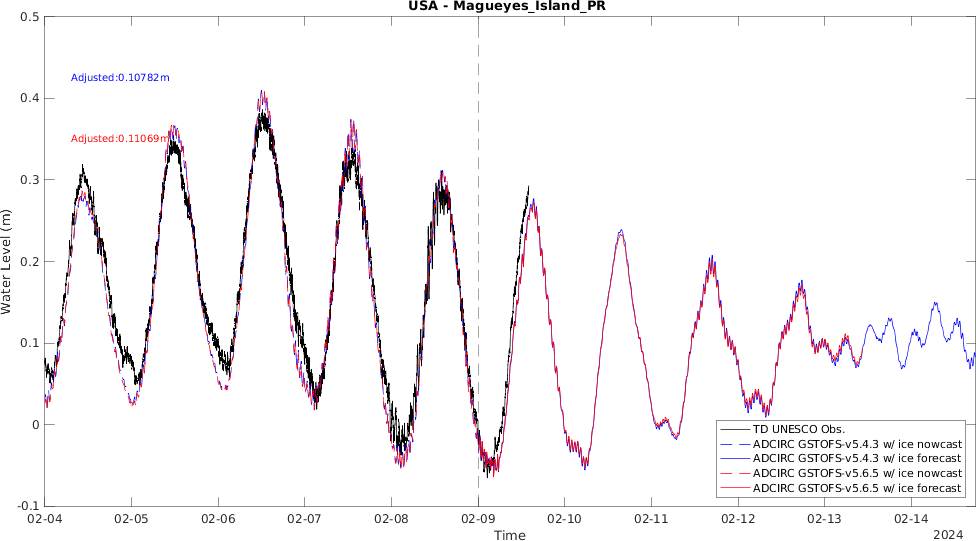 USA - Magueyes_Island_PR
0.5
Adjusted:0.10782m
0.4
Adjusted:0.11069m
0.3
0.2
0.1
0
-0.1
Water Level (m)
TD UNESCO Obs.
ADCIRC GSTOFS-v5.4.3 w/ ice nowcast
ADCIRC GSTOFS-v5.4.3 w/ ice forecast
ADCIRC GSTOFS-v5.6.5 w/ ice nowcast
ADCIRC GSTOFS-v5.6.5 w/ ice forecast
02-04 02-05 02-06 02-07 02-08 02-09 02-10 02-11 02-12 02-13 02-14
Time
2024